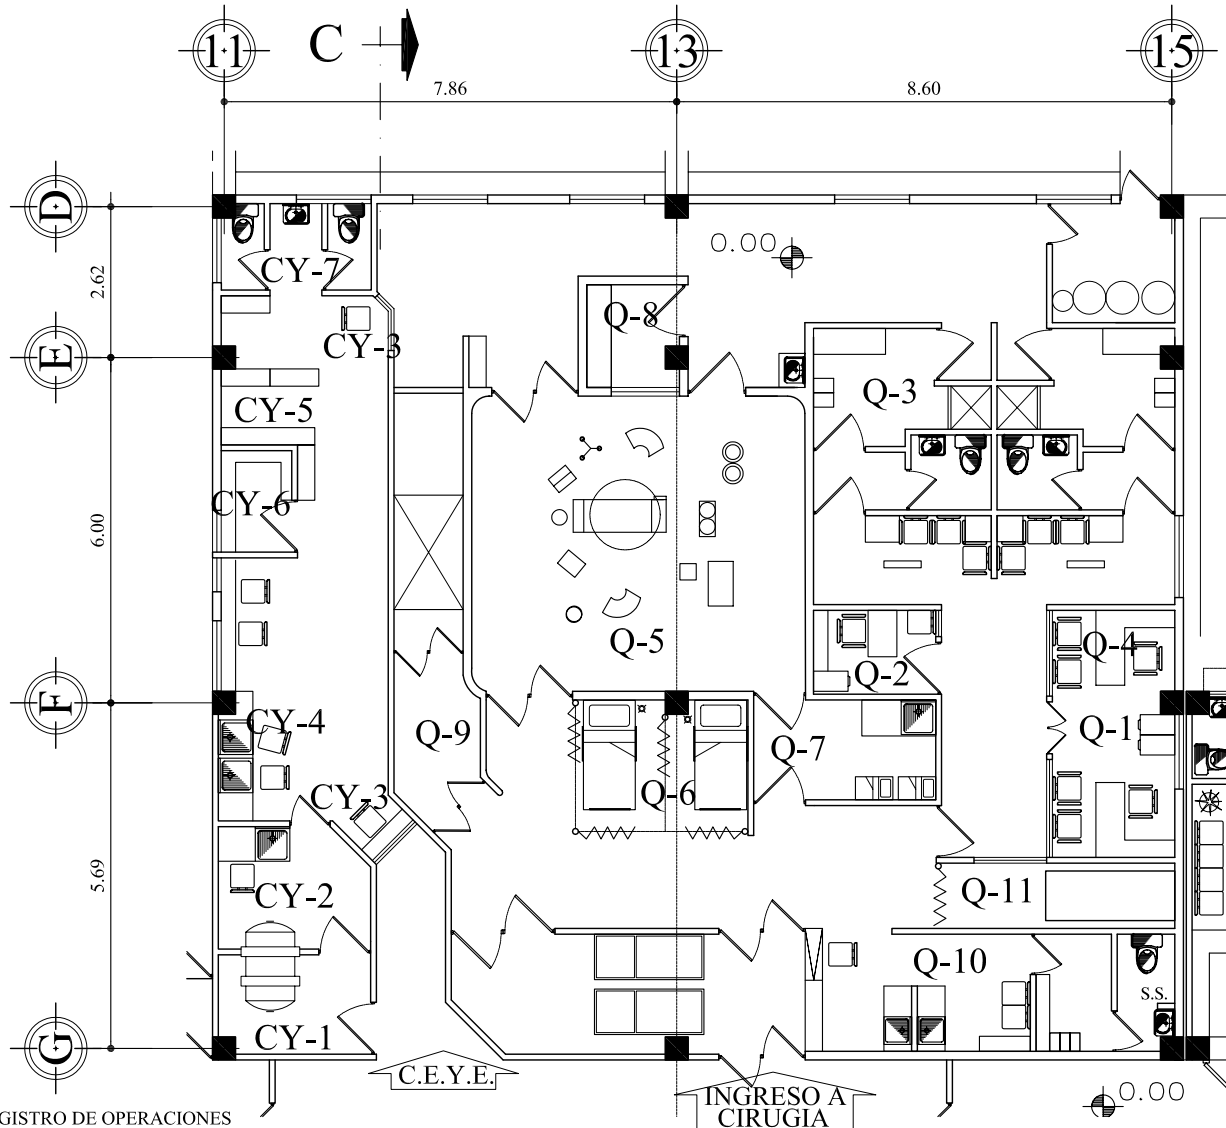 11
C
13
15
7.86
8.60
D
0.00
CY-7
2.62
Q-8
E
CY-3
Q-3
CY-5
CY-6
6.00
Q-5
Q-4
Q-2
F
CY-4
Q-9
Q-7
Q-1
Q-6
CY-3
5.69
CY-2
Q-11
Q-10
S.S.
CY-1
G
C.E.Y.E.
INGRESO A
CIRUGIA
0.00
GISTRO DE OPERACIONES